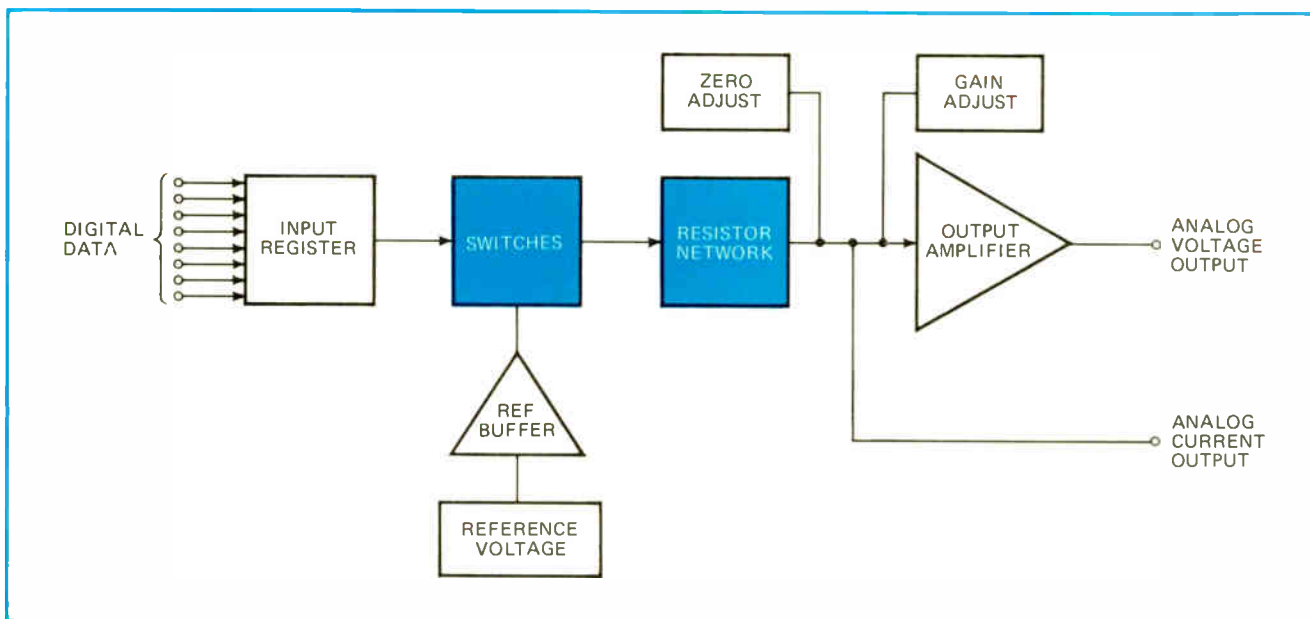 ZERO
ADJUST
GAIN
ADJUST
DIGITAL
DATA
INPUT
REGISTER
SWITCHES
RESISTOR
NETWORK
OUTPUT
AMPLIFIER
ANALOG
VOLTAGE
OUTPUT
REF
BUFFER
ANALOG
CURRENT
OUTPUT
REFERENCE
VOLTAGE